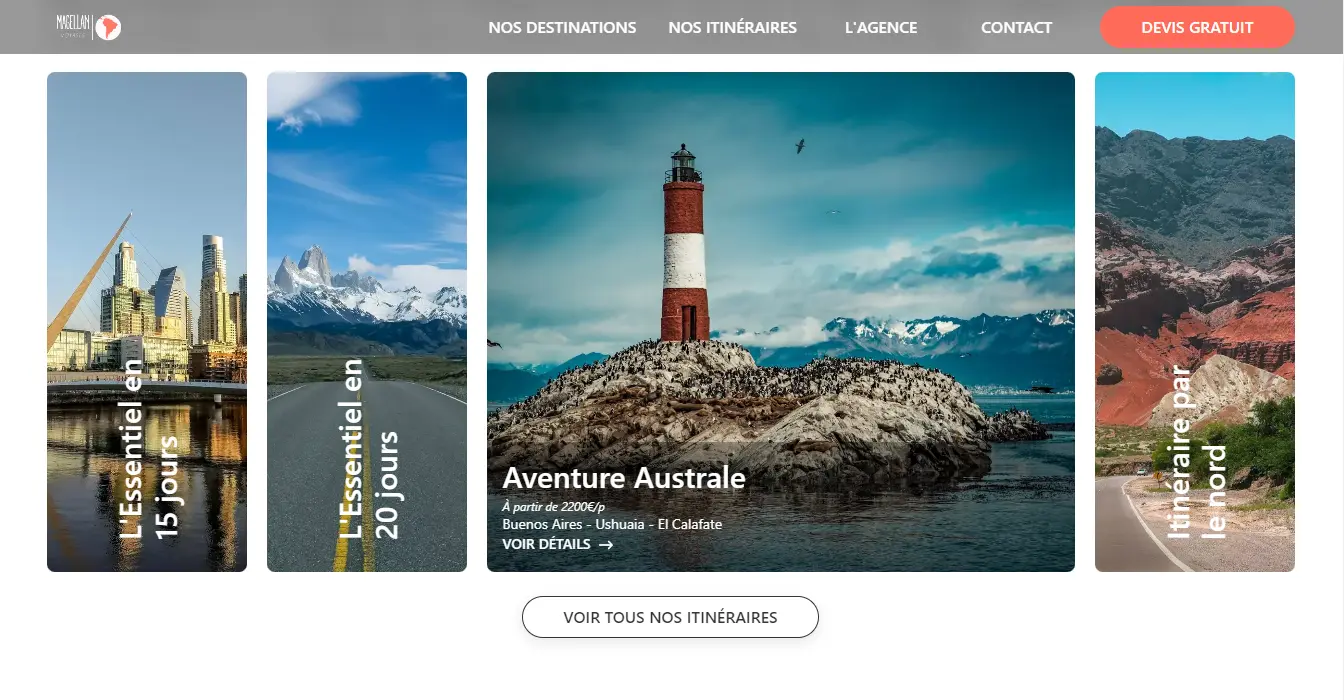 MAGELLAN
NOS DESTINATIONS
NOS ITINÉRAIRES
L'AGENCE
CONTACT
DEVIS GRATUIT
L'Essentiel en
15 jours
L'Essentiel en
20 jours
Aventure Australe
À partir de 2200€/p
Buenos Aires - Ushuaia - El Calafate
VOIR DÉTAILS →
Itinéraire par
le nord
VOIR TOUS NOS ITINÉRAIRES